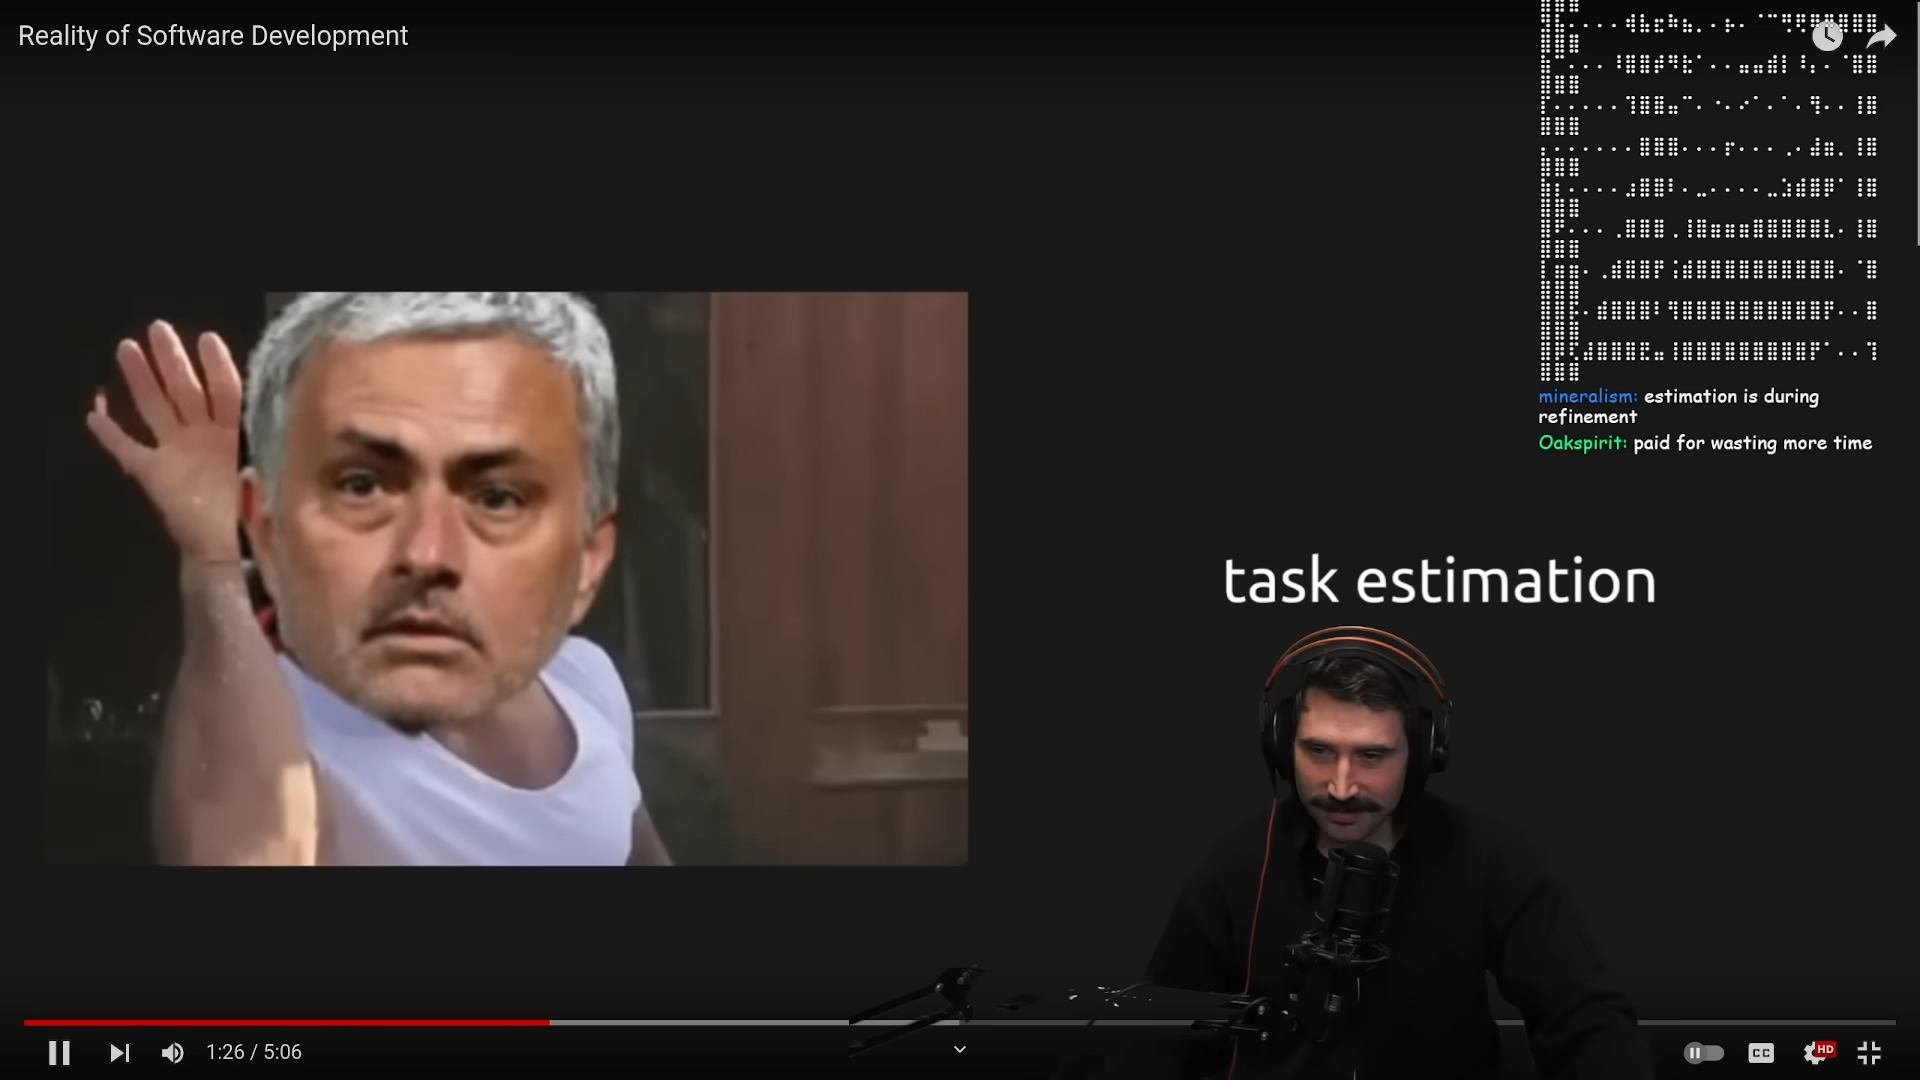 Reality of Software Development
mineralism: estimation is during
refinement
Oakspirit: paid for wasting more time
task estimation
1:26 / 5:06
CC
HD